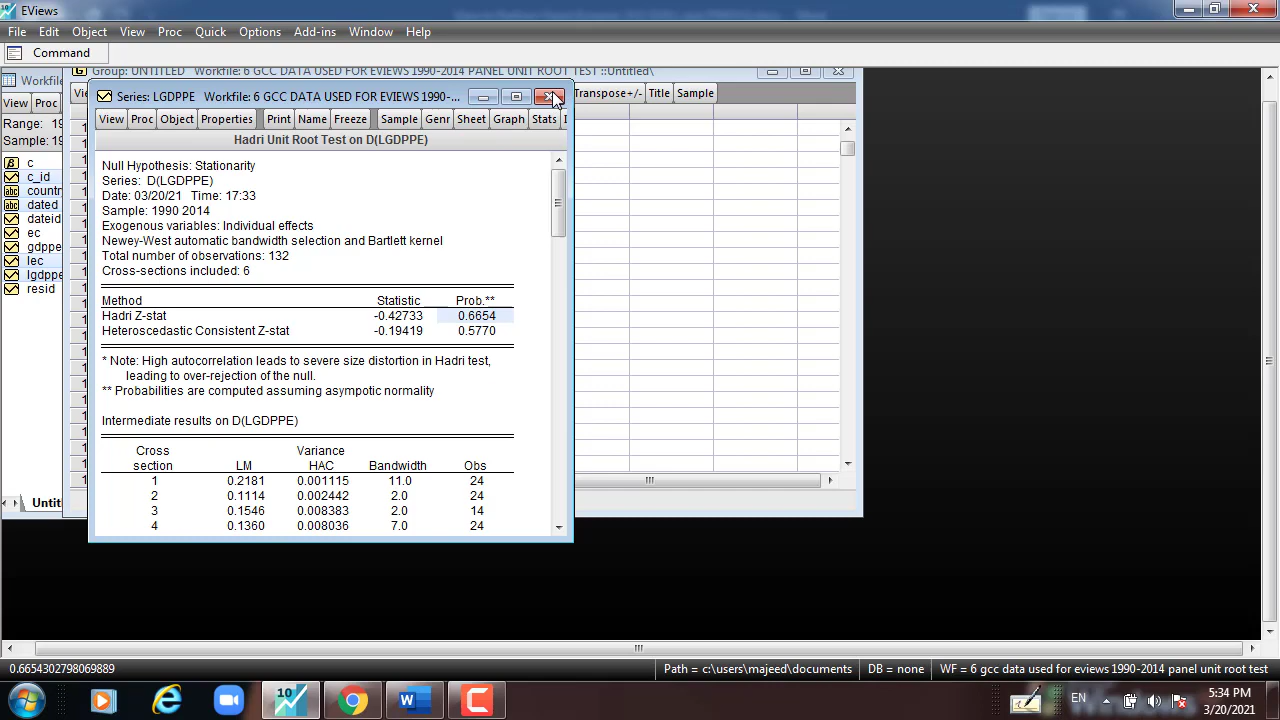 EViews
File Edit Object View Proc Quick Options Add-ins Window Help
Command
Group: UNTITLED Workfile: 6 GCC DATA USED FOR EVIEWS 1990-2014 PANEL UNIT ROOT TEST ::Untitled\
Workfile
Series: LGDPPE Workfile: 6 GCC DATA USED FOR EVIEWS 1990-...
Transpose+/- Title Sample
View Proc
View Proc Object Properties Print Name Freeze Sample Genr Sheet Graph Stats
Range: 19
Sample: 19
c
c_id
country
dated
dateid
ec
gdppe
lec
lgdppe
resid
Hadri Unit Root Test on D(LGDPPE)
Null Hypothesis: Stationarity
Series: D(LGDPPE)
Date: 03/20/21 Time: 17:33
Sample: 1990 2014
Exogenous variables: Individual effects
Newey-West automatic bandwidth selection and Bartlett kernel
Total number of observations: 132
Cross-sections included: 6
Method Statistic Prob.**
Hadri Z-stat -0.42733 0.6654
Heteroscedastic Consistent Z-stat -0.19419 0.5770
* Note: High autocorrelation leads to severe size distortion in Hadri test,
leading to over-rejection of the null.
** Probabilities are computed assuming asympotic normality
Intermediate results on D(LGDPPE)
Cross Variance
section LM HAC Bandwidth Obs
1 0.2181 0.001115 11.0 24
2 0.1114 0.002442 2.0 24
3 0.1546 0.008383 2.0 14
4 0.1360 0.008036 7.0 24
Untit
0.6654302798069889 Path = c:\users\majeed\documents DB = none WF = 6 gcc data used for eviews 1990-2014 panel unit root test
EN
5:34 PM
3/20/2021